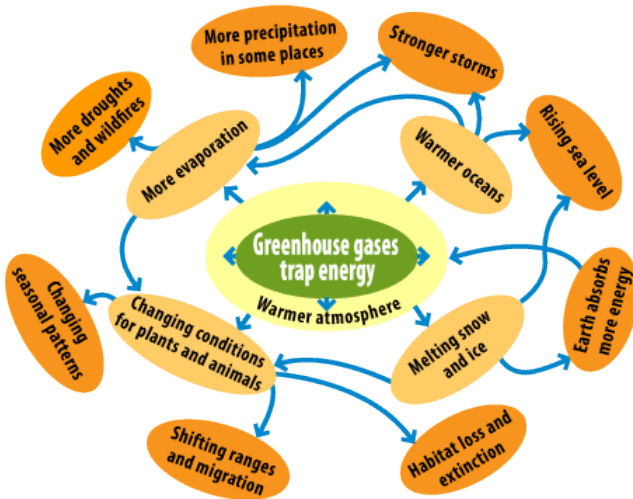 More precipitation
in some places
Stronger storms
More droughts
and wildfires
More evaporation
Warmer oceans
Rising sea level
Greenhouse gases
trap energy
Warmer atmosphere
Changing
seasonal patterns
Changing conditions
for plants and animals
Melting snow
and ice
Earth absorbs
more energy
Shifting ranges
and migration
Habitat loss and
extinction